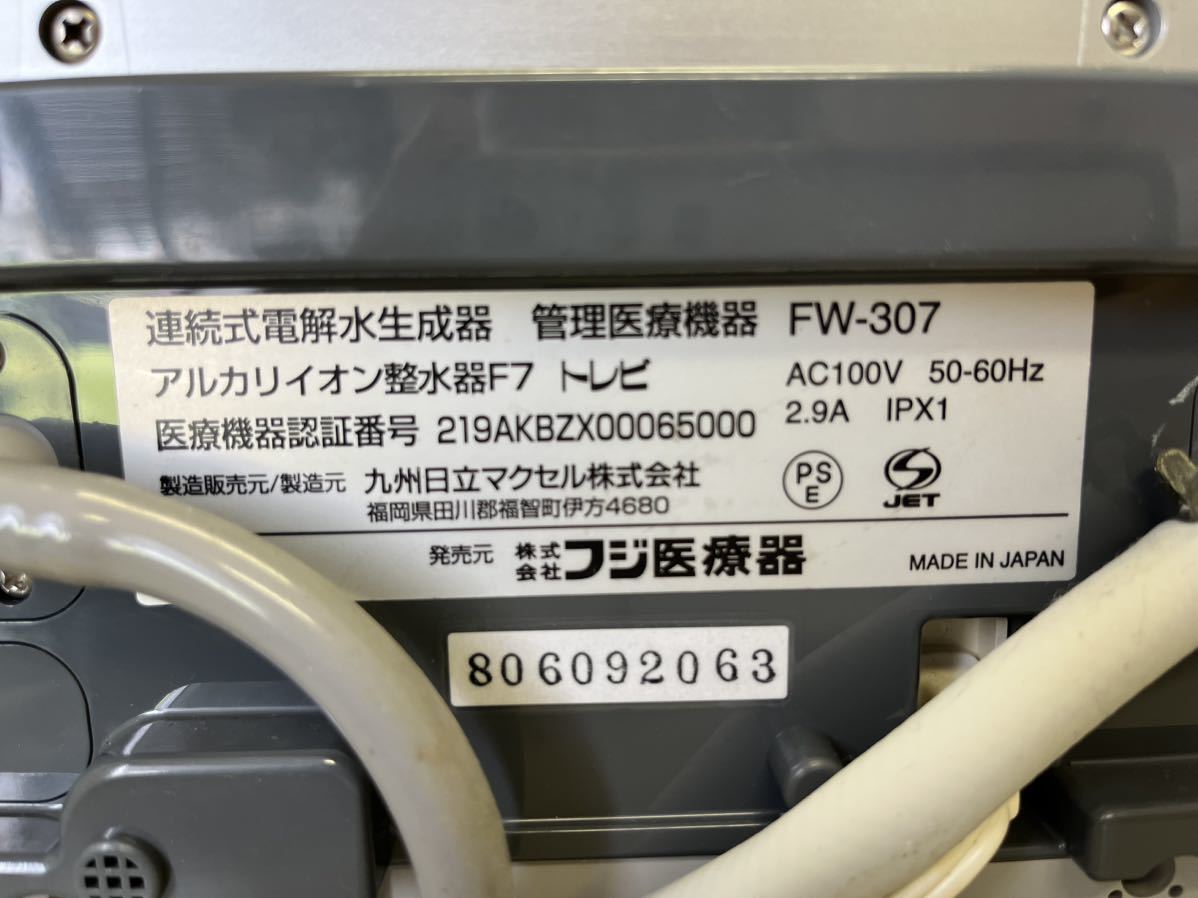 連続式電解水生成器 管理医療機器 FW-307
アルカリイオン整水器F7 トレビ AC100V 50-60Hz
医療機器認証番号 219AKBZX00065000 2.9A IPX1
製造販売元/製造元 九州日立マクセル株式会社
福岡県田川郡福智町伊方4680
PS
E
JET
発売元 株式会社 フジ医療器 MADE IN JAPAN
806092063